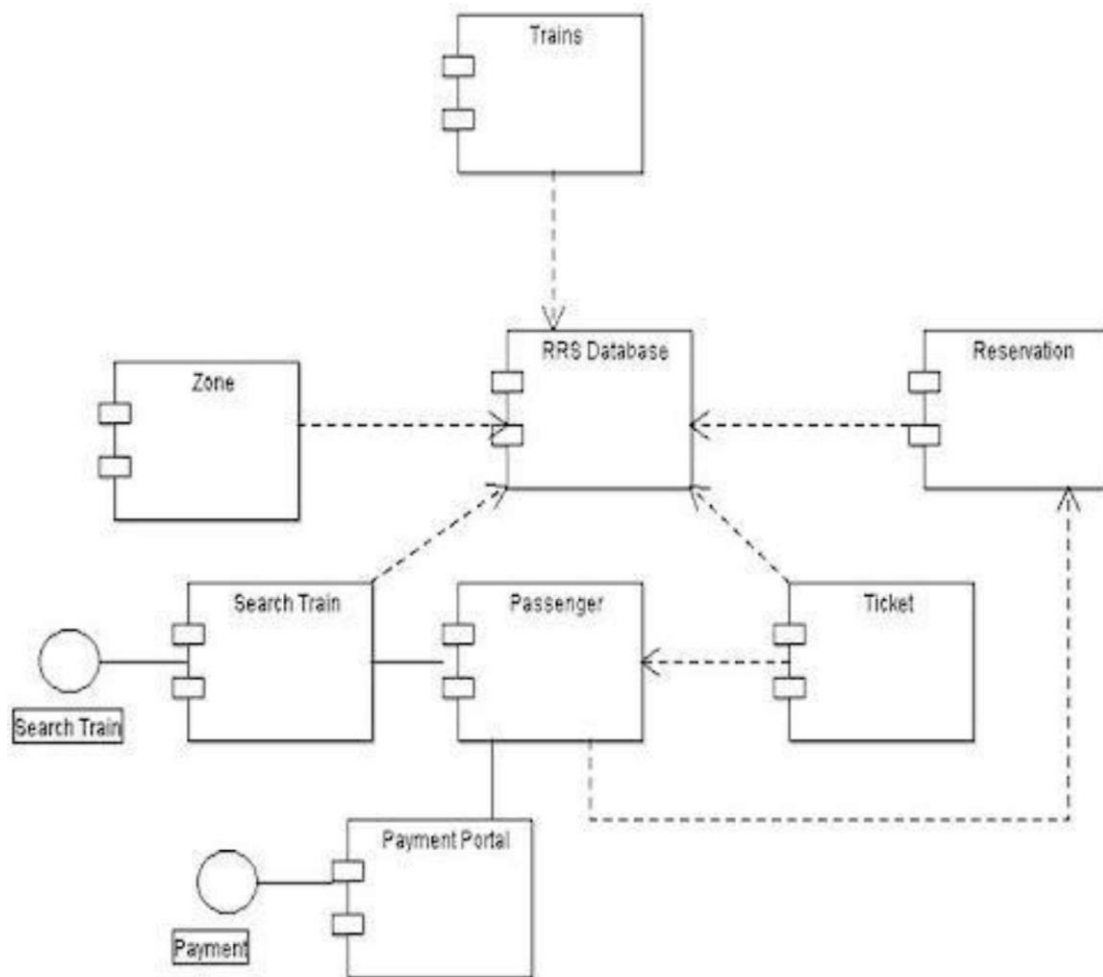 Trains
RRS Database
Reservation
Zone
Search Train
Passenger
Ticket
Search Train
Payment Portal
Payment